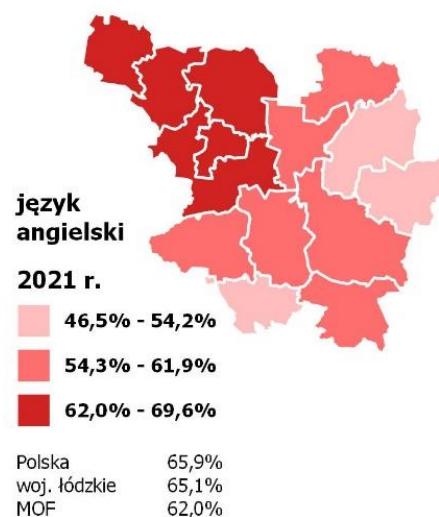 język
angielski
2021 r.
46,5% - 54,2%
54,3% - 61,9%
62,0% - 69,6%
Polska 65,9%
woj. łódzkie 65,1%
MOF 62,0%